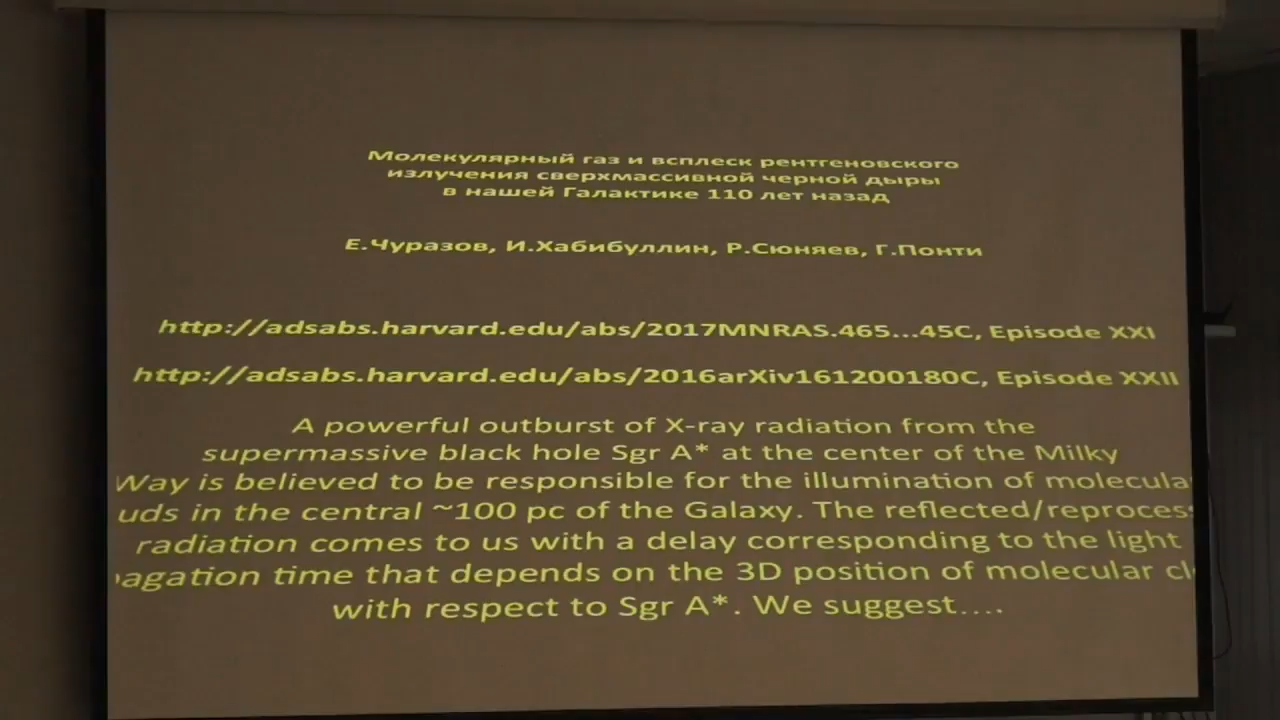 Молекулярный газ и всплеск рентгеновского
излучения сверхмассивной черной дыры
в нашей Галактике 110 лет назад
Е.Чуразов, И.Хабибуллин, Р.Сюняев, Г.Понти
http://adsabs.harvard.edu/abs/2017MNRAS.465...45C, Episode XXI
http://adsabs.harvard.edu/abs/2016arXiv161200180C, Episode XXII
A powerful outburst of X-ray radiation from the
supermassive black hole Sgr A* at the center of the Milky
Way is believed to be responsible for the illumination of molecula
uds in the central ~100 pc of the Galaxy. The reflected/reproces
radiation comes to us with a delay corresponding to the light
agation time that depends on the 3D position of molecular cl
with respect to Sgr A*. We suggest....